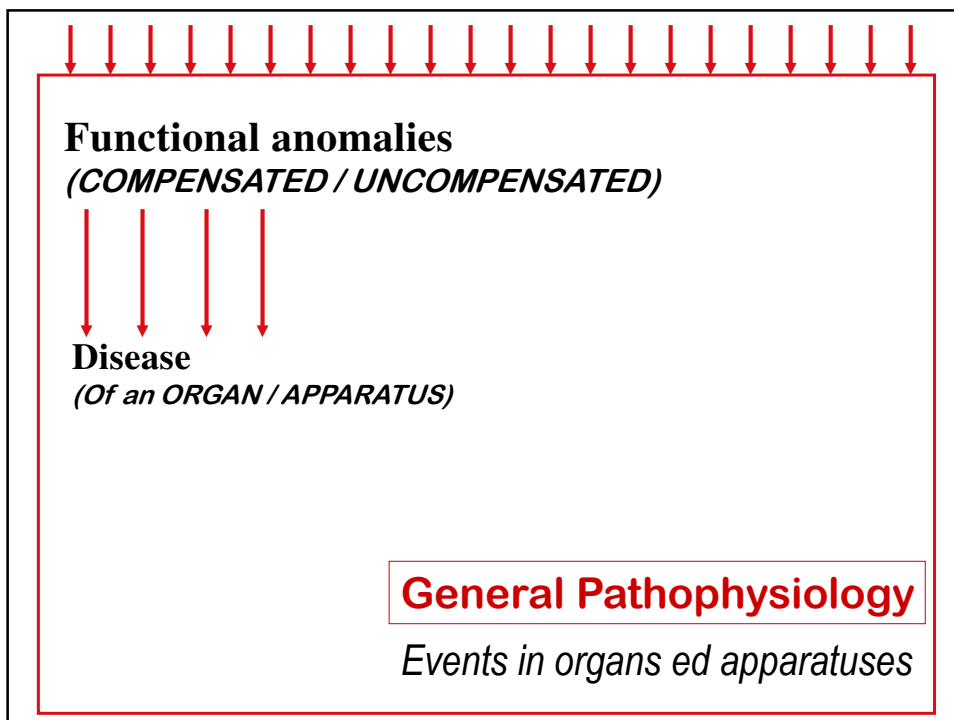 Functional anomalies
(COMPENSATED / UNCOMPENSATED)
Disease
(Of an ORGAN / APPARATUS)
General Pathophysiology
Events in organs ed apparatuses